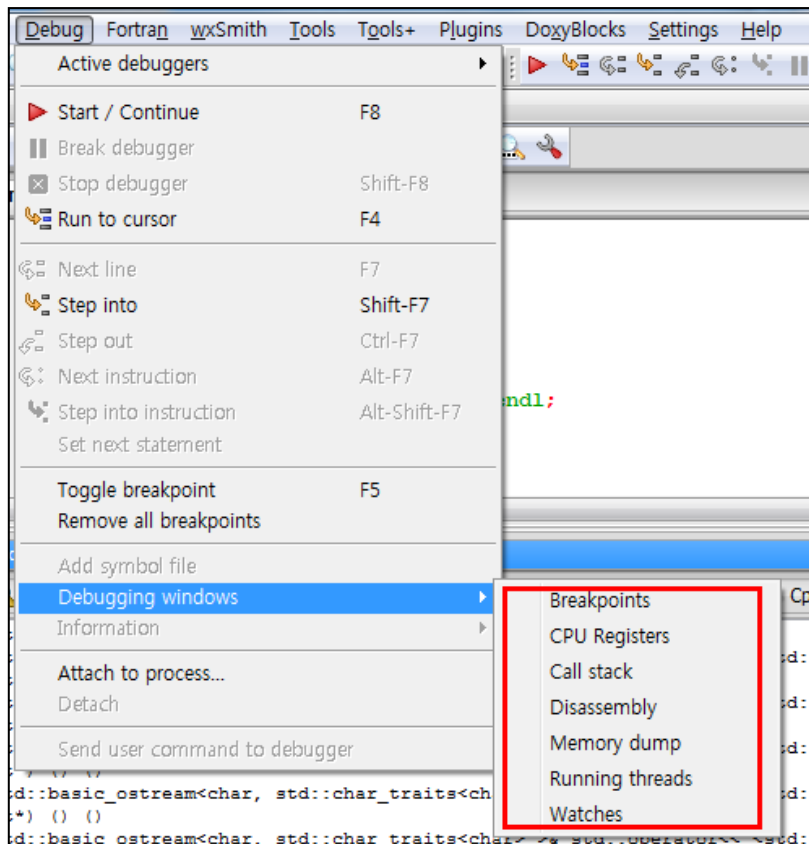 Debug Fortran wxSmith Tools Tools+ Plugins DoxyBlocks Settings Help
Active debuggers
Start / Continue F8
Break debugger
Stop debugger Shift-F8
Run to cursor F4
Next line F7
Step into Shift-F7
Step out Ctrl-F7
Next instruction Alt-F7
ndl;
Step into instruction Alt-Shift-F7
Set next statement
Toggle breakpoint F5
Remove all breakpoints
Add symbol file
Debugging windows
Breakpoints
Cp
Information
CPU Registers
Call stack
Attach to process...
Detach
Disassembly
Send user command to debugger
Memory dump
Running threads
Watches
d::basic_ostream<char, std::char_traits<ch
*) () ()
d::basic_ostream<char, std::char_traits<char> >& std::operator<< <std: